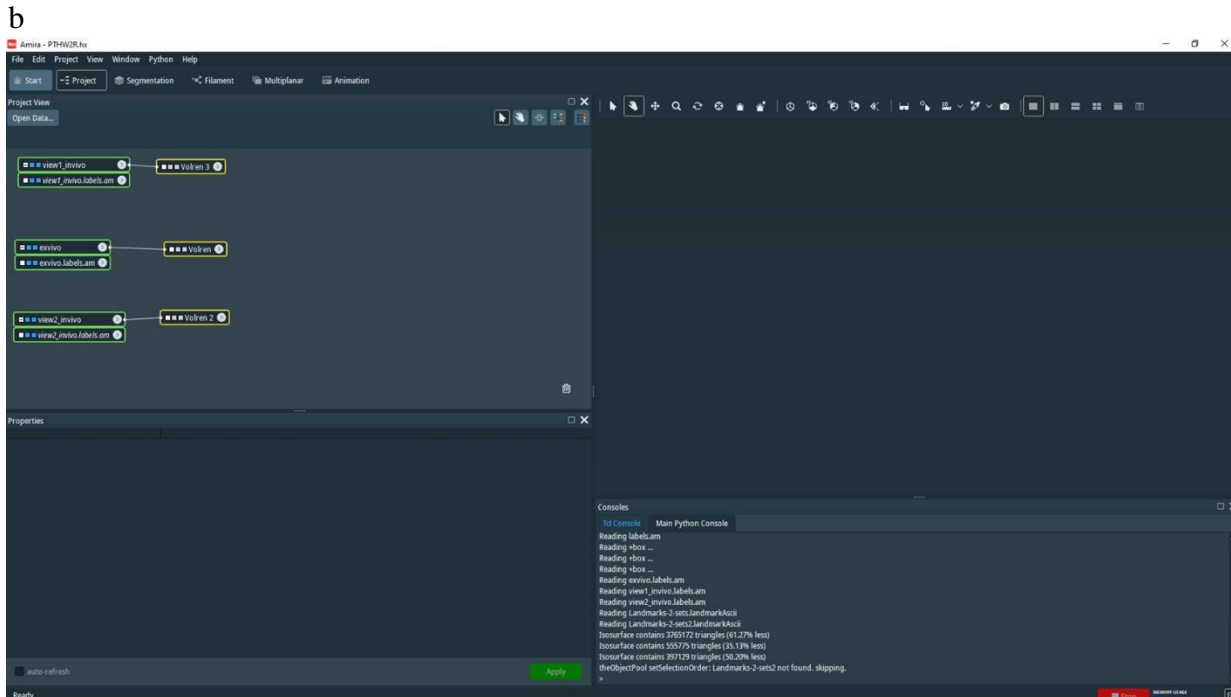 b
Amira - PTHW2R.hx
File Edit Project View Window Python Help
Start Project Segmentation Filament Multiplanar Animation
Project View
Open Data...
view1_invivo Volren 3
view1_invivo.labels.am
exvivo Volren
exvivo.labels.am
view2_invivo Volren 2
view2_invivo.labels.am
Properties
auto-refresh Apply
Ready
Consoles
Tcl Console Main Python Console
Reading labels.am
Reading +box ...
Reading +box ...
Reading +box ...
Reading exvivo.labels.am
Reading view1_invivo.labels.am
Reading view2_invivo.labels.am
Reading Landmarks-2-sets.landmarkAscii
Reading Landmarks-2-sets2.landmarkAscii
Isosurface contains 3765172 triangles (61.27% less)
Isosurface contains 555775 triangles (35.13% less)
Isosurface contains 397129 triangles (50.20% less)
theObjectPool setSelectionOrder: Landmarks-2-sets2 not found. skipping.
>
Stop MEMORY USAGE